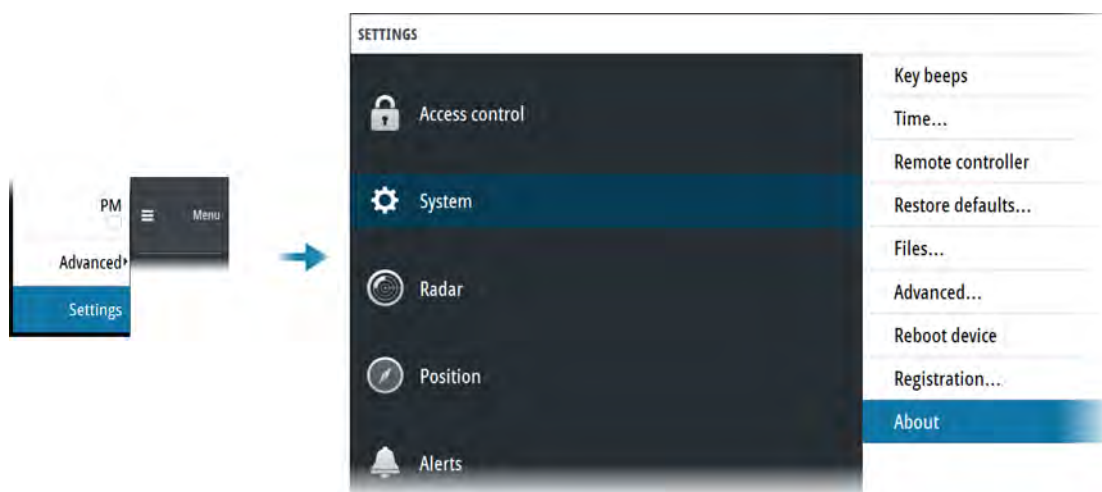 SETTINGS
Access control
System
Radar
Position
Alerts
Key beeps
Time...
Remote controller
Restore defaults...
Files...
Advanced...
Reboot device
Registration...
About
PM
Menu
Advanced
Settings